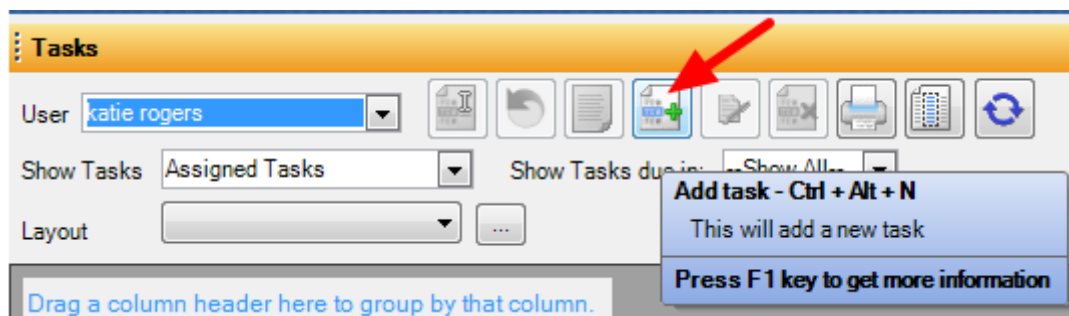 Tasks
User katie rogers
Show Tasks Assigned Tasks Show Tasks due in: --Show All--
Add task - Ctrl + Alt + N
This will add a new task
Layout ...
Press F1 key to get more information
Drag a column header here to group by that column.